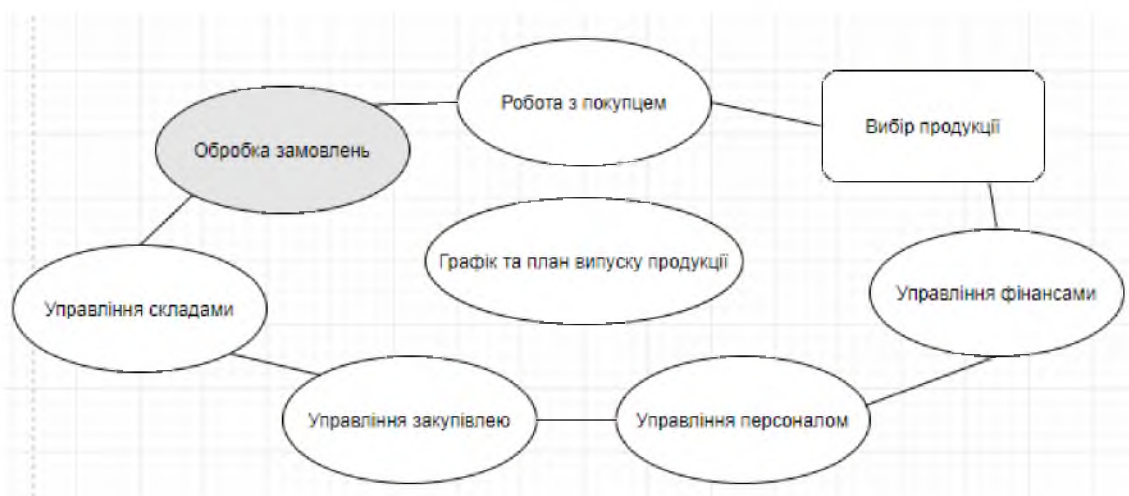 Робота з покупцем
Вибір продукції
Обробка замовлень
Графік та план випуску продукції
Управління складами
Управління фінансами
Управління закупівлею
Управління персоналом